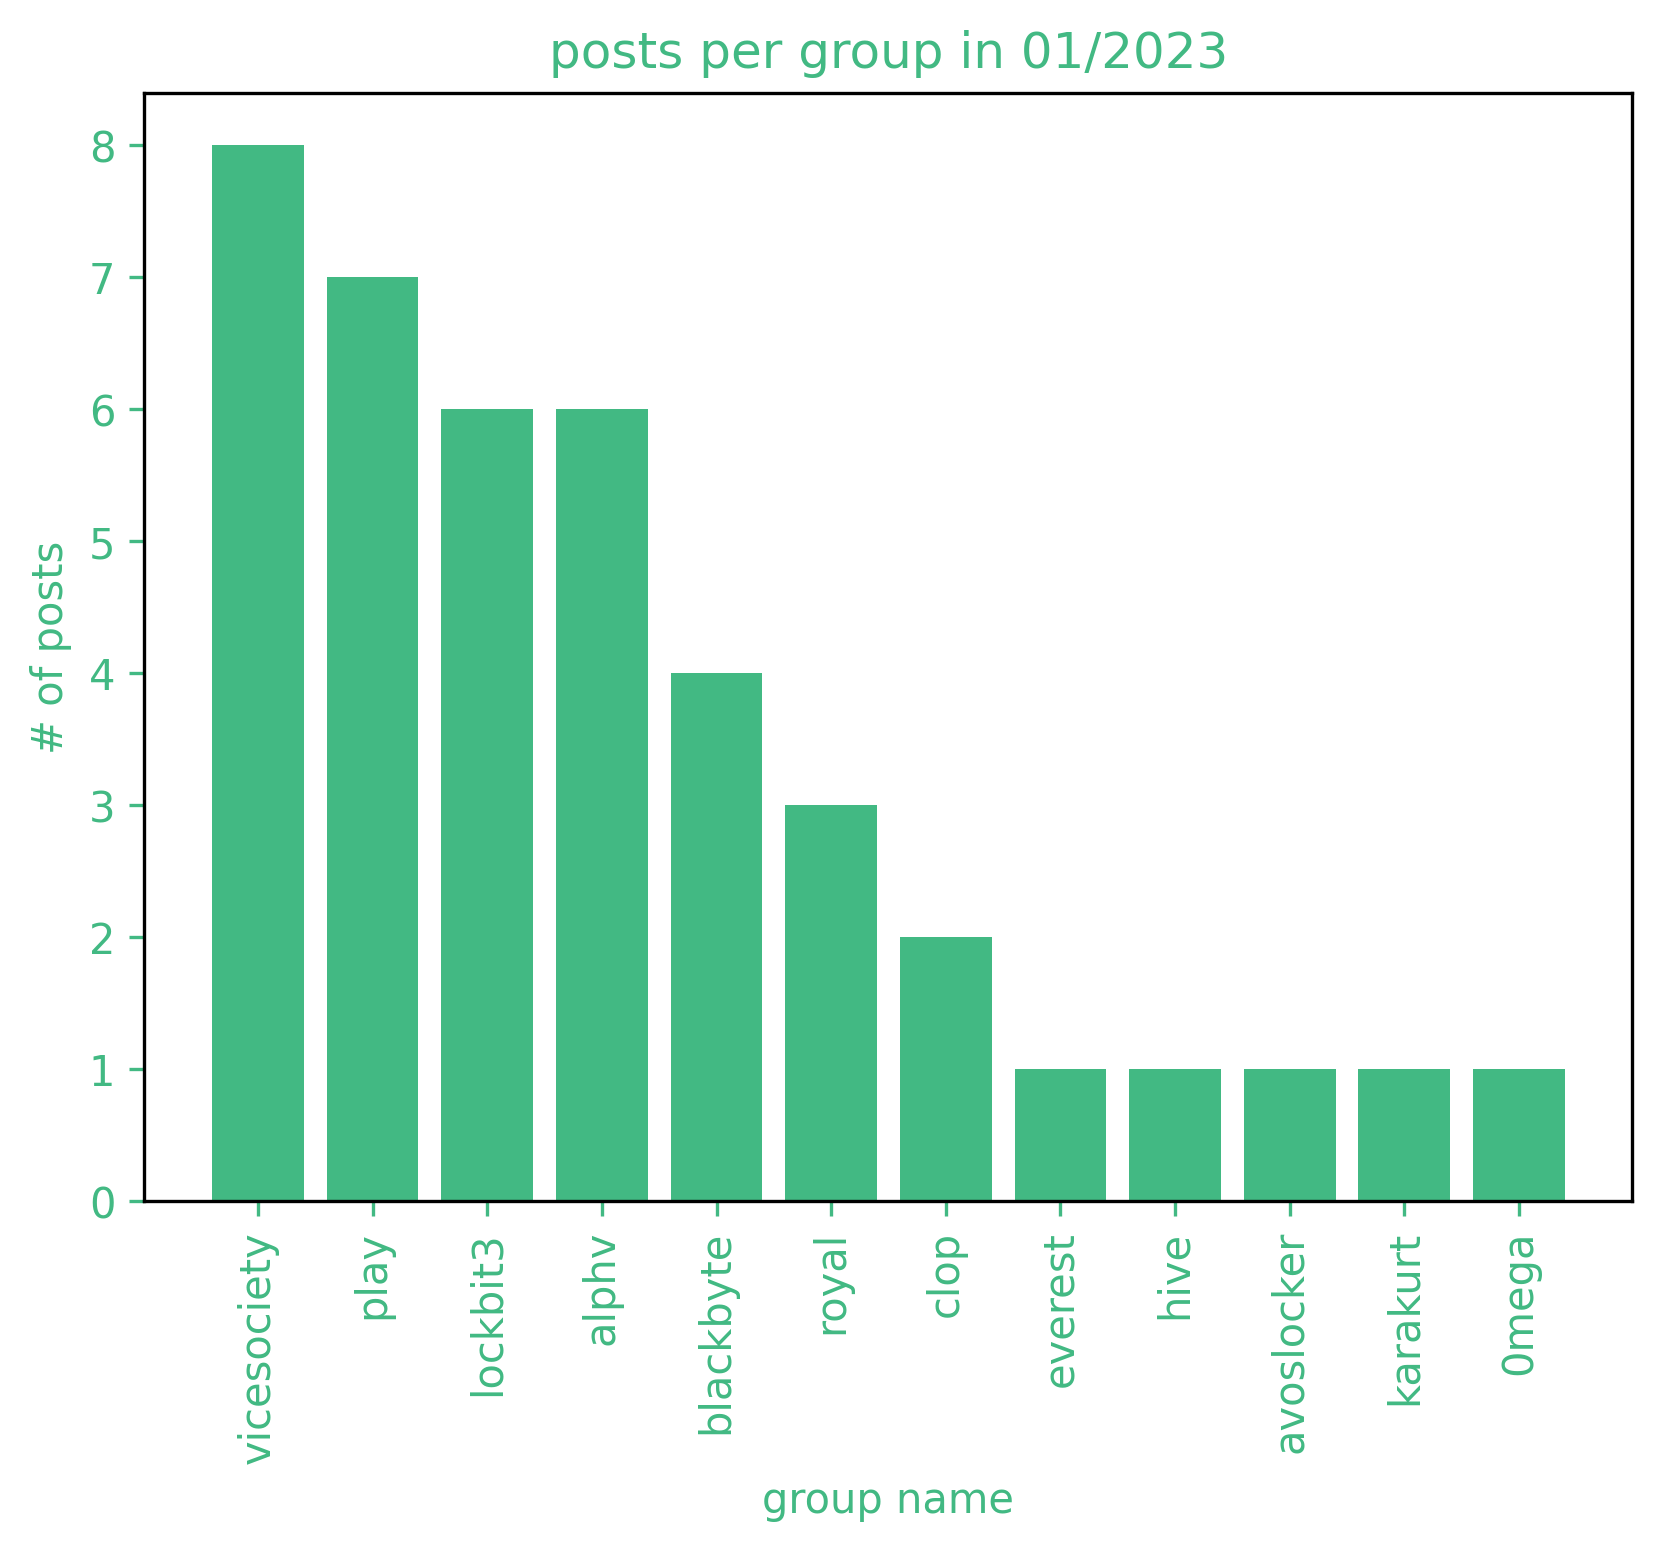 posts per group in 01/2023
# of posts
8
7
6
5
4
3
2
1
0
vicesociety
play
lockbit3
alphv
blackbyte
royal
clop
everest
hive
avoslocker
karakurt
0mega
group name